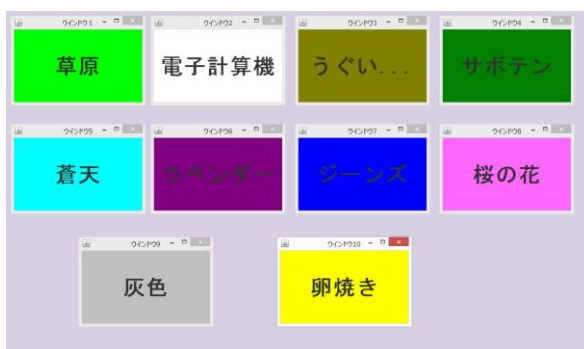 ウインドウ1
ウインドウ2
ウインドウ3
ウインドウ4
草原
電子計算機
うぐい...
サボテン
ウインドウ5
ウインドウ6
ウインドウ7
ウインドウ8
蒼天
ラベンダー
ジーンズ
桜の花
ウインドウ9
ウインドウ10
灰色
卵焼き